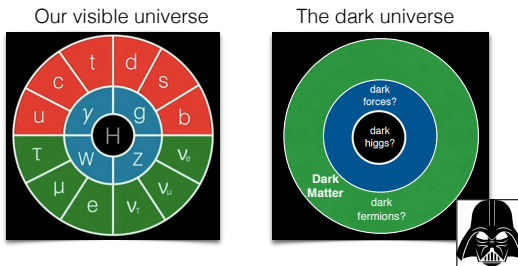 Our visible universe
The dark universe
t d
c s
u γ g b
H
τ W Z νe
μ νμ
e ντ
dark
forces?
dark
higgs?
Dark
Matter
dark
fermions?